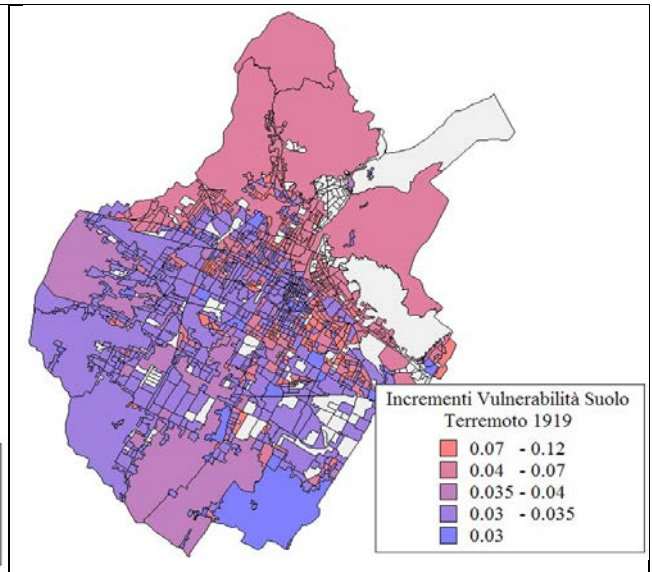 Incrementi Vulnerabilità Suolo
Terremoto 1919
0.07 - 0.12
0.04 - 0.07
0.035 - 0.04
0.03 - 0.035
0.03